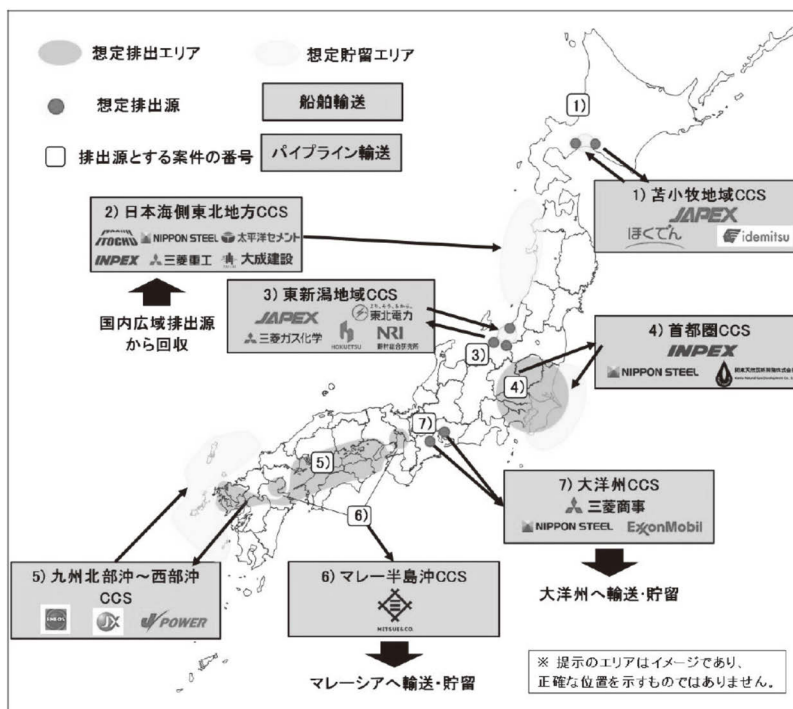 想定排出エリア
想定貯留エリア
想定排出源
船舶輸送
排出源とする案件の番号
パイプライン輸送
1)
1) 苫小牧地域CCS
JAPEX
ほくでん
idemitsu
2) 日本海側東北地方CCS
ITOCHU
NIPPON STEEL
太平洋セメント
INPEX
三菱重工
大成建設
国内広域排出源
から回収
3) 東新潟地域CCS
JAPEX
東北電力
三菱ガス化学
HOKUETSU
NRI
野村総合研究所
3)
4)
4) 首都圏CCS
INPEX
NIPPON STEEL
7)
5)
6)
7) 大洋州CCS
三菱商事
NIPPON STEEL
ExxonMobil
大洋州へ輸送・貯留
5) 九州北部沖～西部沖
CCS
ENEOS
JX
J POWER
6) マレー半島沖CCS
MITSUI&CO.
マレーシアへ輸送・貯留
※ 提示のエリアはイメージであり、
正確な位置を示すものではありません。